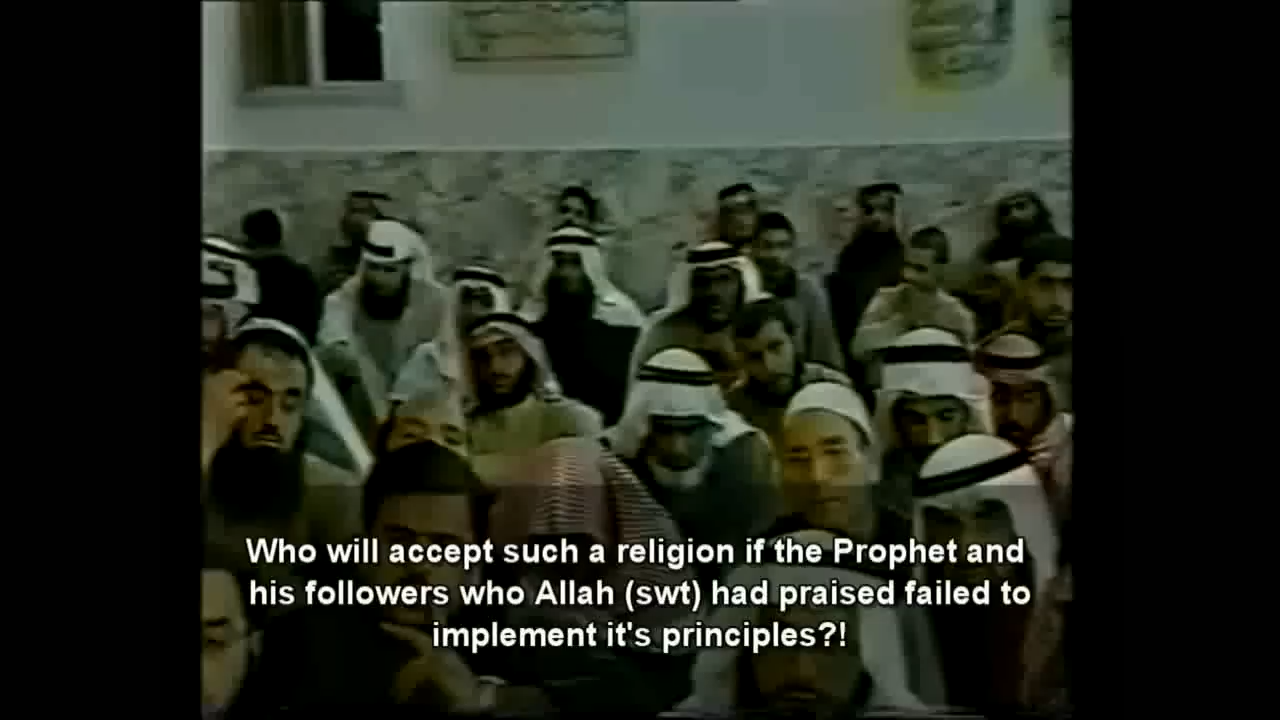 Who will accept such a religion if the Prophet and
his followers who Allah (swt) had praised failed to
implement it's principles?!